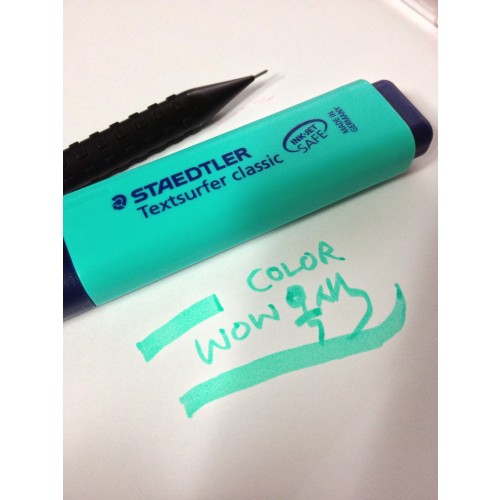 STAEDTLER
Textsurfer classic
INK-JET
SAFE
MADE IN
GERMANY
COLOR
WOW